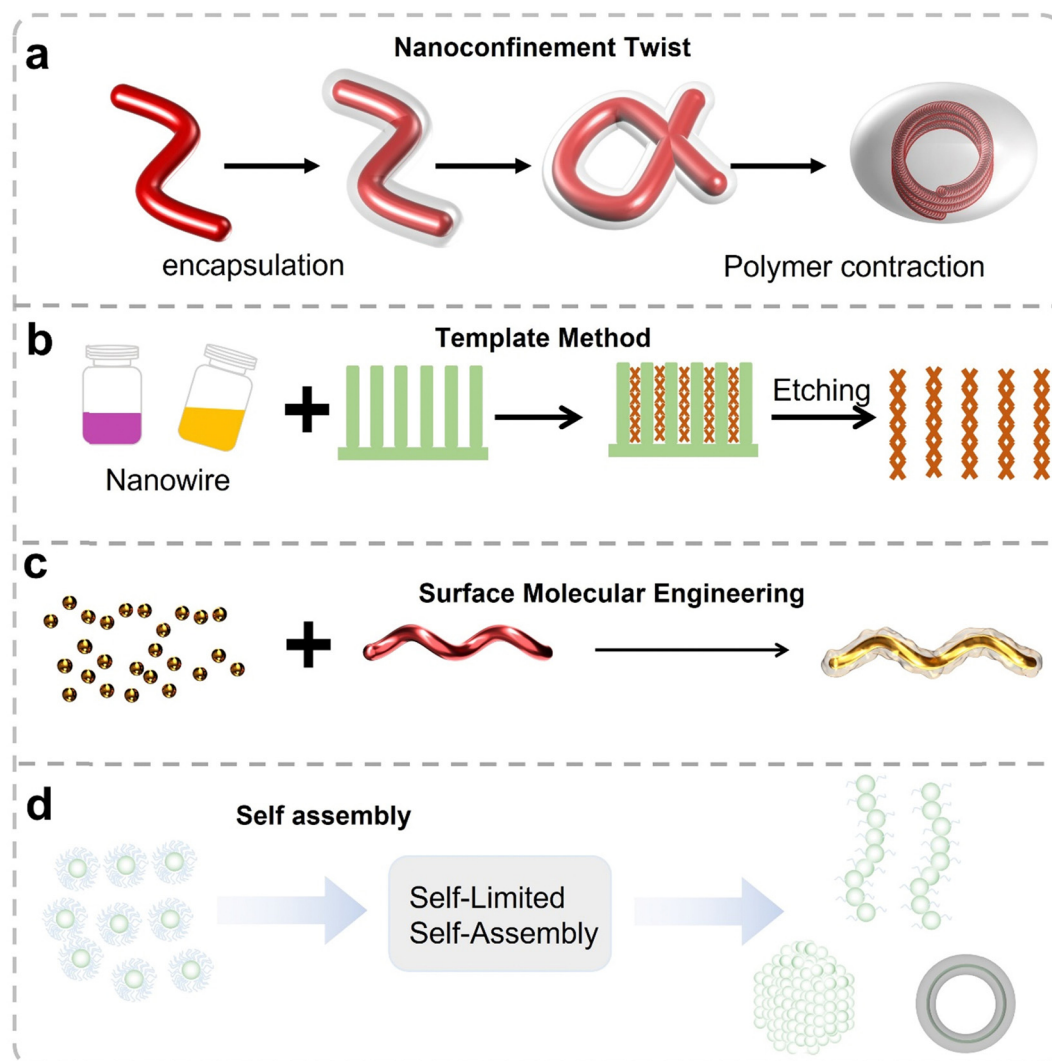 a
Nanoconfinement Twist
encapsulation
Polymer contraction
b
Template Method
Etching
Nanowire
c
Surface Molecular Engineering
d
Self assembly
Self-Limited
Self-Assembly